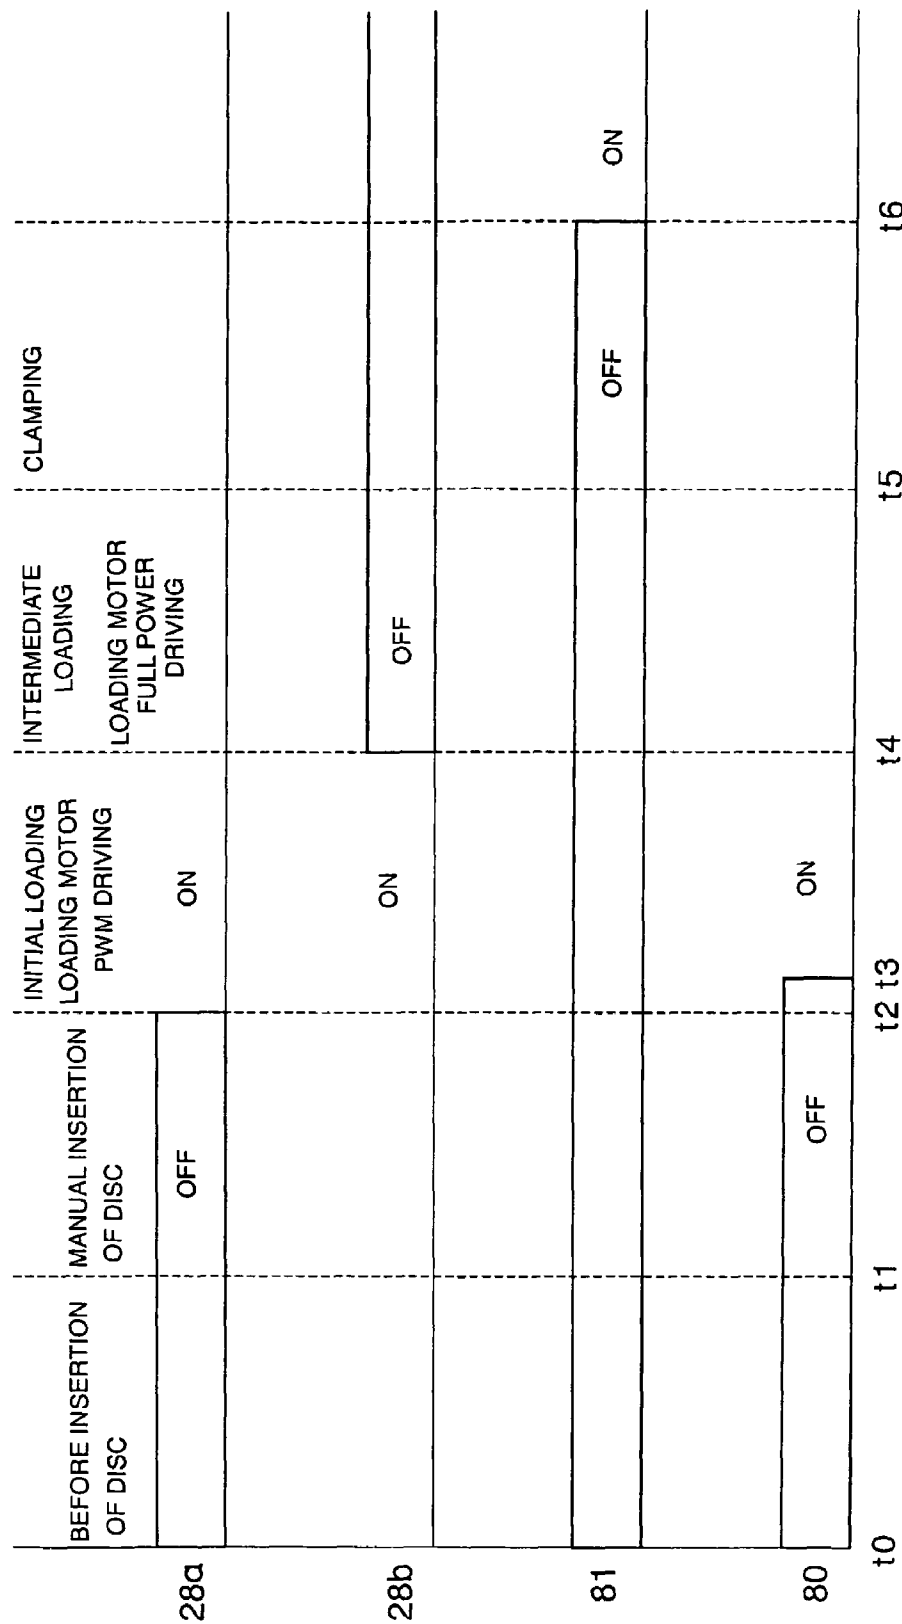 BEFORE INSERTION
OF DISC
MANUAL INSERTION
OF DISC
INITIAL LOADING
LOADING MOTOR
PWM DRIVING
INTERMEDIATE
LOADING
LOADING MOTOR
FULL POWER
DRIVING
CLAMPING
28a
OFF
ON
28b
ON
OFF
81
OFF
ON
80
OFF
ON
t0
t1
t2
t3
t4
t5
t6